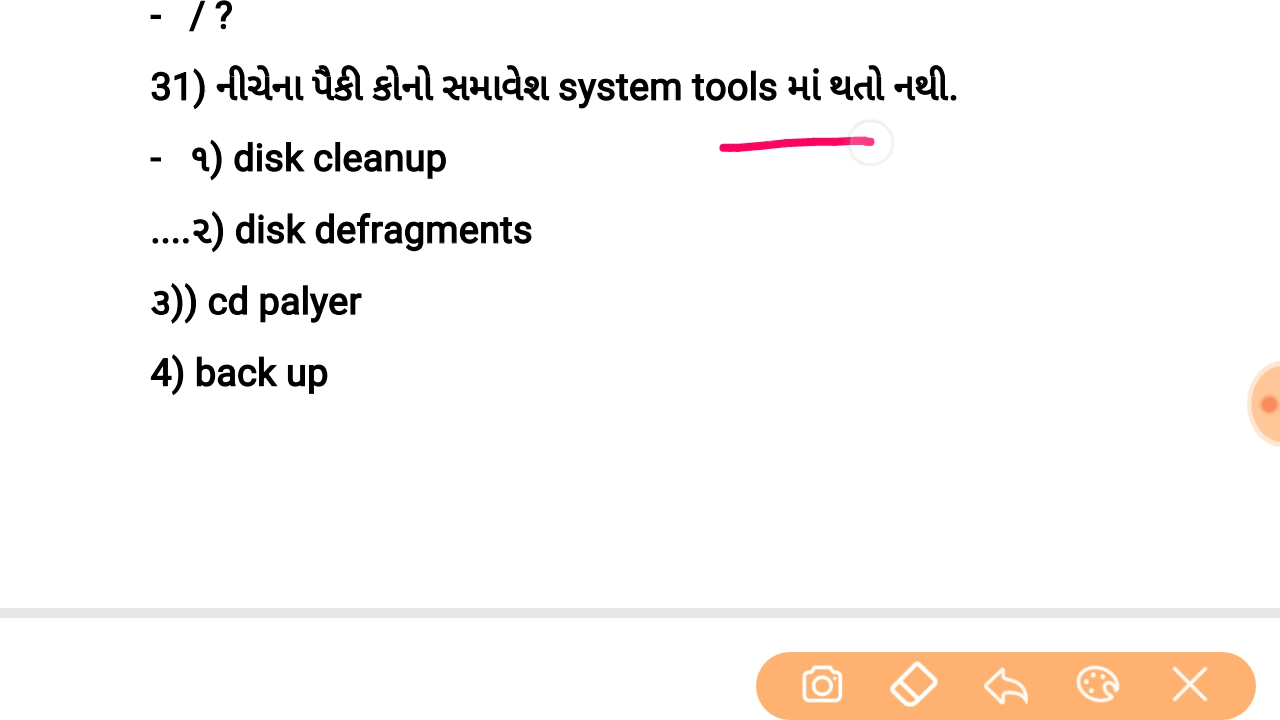 - / ?
31) નીચેના પૈકી કોનો સમાવેશ system tools માં થતો નથી.
- ૧) disk cleanup
....૨) disk defragments
૩)) cd palyer
4) back up